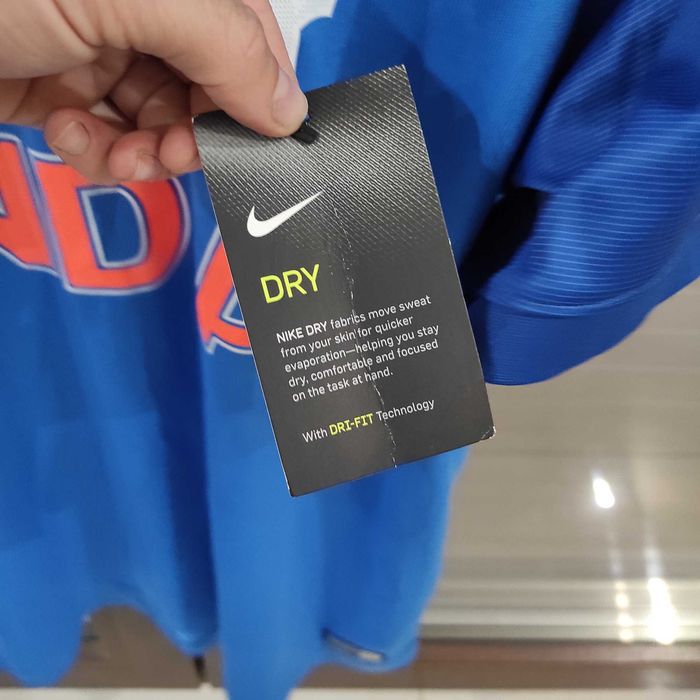 ND
DRY
NIKE DRY fabrics move sweat
from your skin for quicker
evaporation—helping you stay
dry, comfortable and focused
on the task at hand.
With DRI-FIT Technology